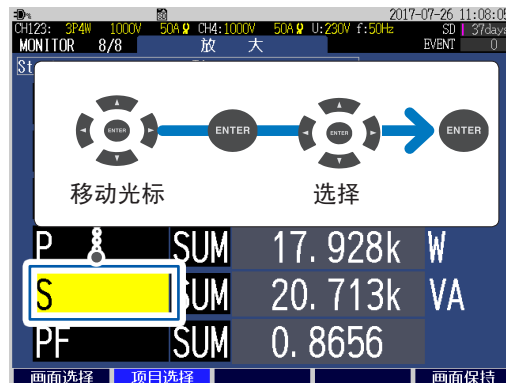 2017-07-26 11:08:05
CH123: 3P4W 1000V 50A CH4:1000V 50A U:230V f:50Hz SD 37days
MONITOR 8/8 放 大 EVENT 0
St
ENTER ENTER ENTER ENTER
移动光标 选择
P SUM 17.928k W
S SUM 20.713k VA
PF SUM 0.8656
画面选择 项目选择 画面保持